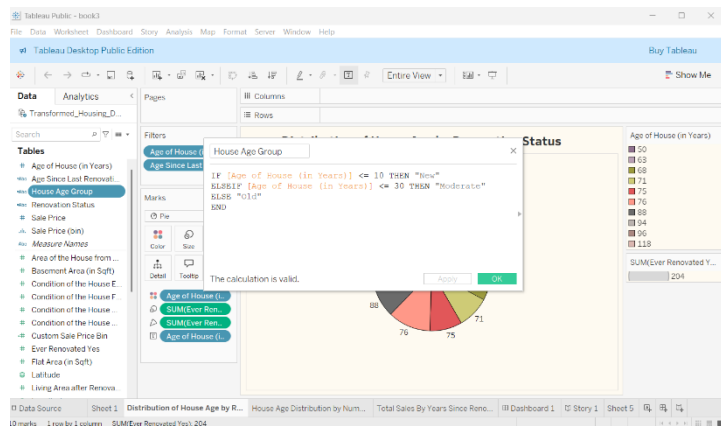 Tableau Public - book3
File Data Worksheet Dashboard Story Analysis Map Format Server Window Help
Tableau Desktop Public Edition
Buy Tableau
Entire View
Show Me
Data Analytics
Pages
Columns
Rows
Transformed_Housing_D...
Search
Filters
Tables
Age of House (in Years)
Age Since Last Renovati...
House Age Group
Renovation Status
Sale Price
Sale Price (bin)
Measure Names
Area of the House from ...
Basement Area (in Sqft)
Condition of the House E...
Condition of the House F...
Condition of the House ...
Condition of the House ...
Custom Sale Price Bin
Ever Renovated Yes
Flat Area (in Sqft)
Latitude
Living Area after Renova...
Age of House (
Age Since Last
Marks
Pie
Color Size
Detail Tooltip
Age of House (i..
SUM(Ever Ren..
SUM(Ever Ren..
Age of House (i..
Status
House Age Group
IF [Age of House (in Years)] <= 10 THEN "New"
ELSEIF [Age of House (in Years)] <= 30 THEN "Moderate"
ELSE "Old"
END
The calculation is valid.
Apply OK
88
76
75
71
Age of House (in Years)
50
63
68
71
75
76
88
94
96
118
SUM(Ever Renovated Y...
204
Data Source Sheet 1 Distribution of House Age by R... House Age Distribution by Num... Total Sales By Years Since Reno... Dashboard 1 Story 1 Sheet 5
10 marks 1 row by 1 column SUM(Ever Renovated Yes): 204